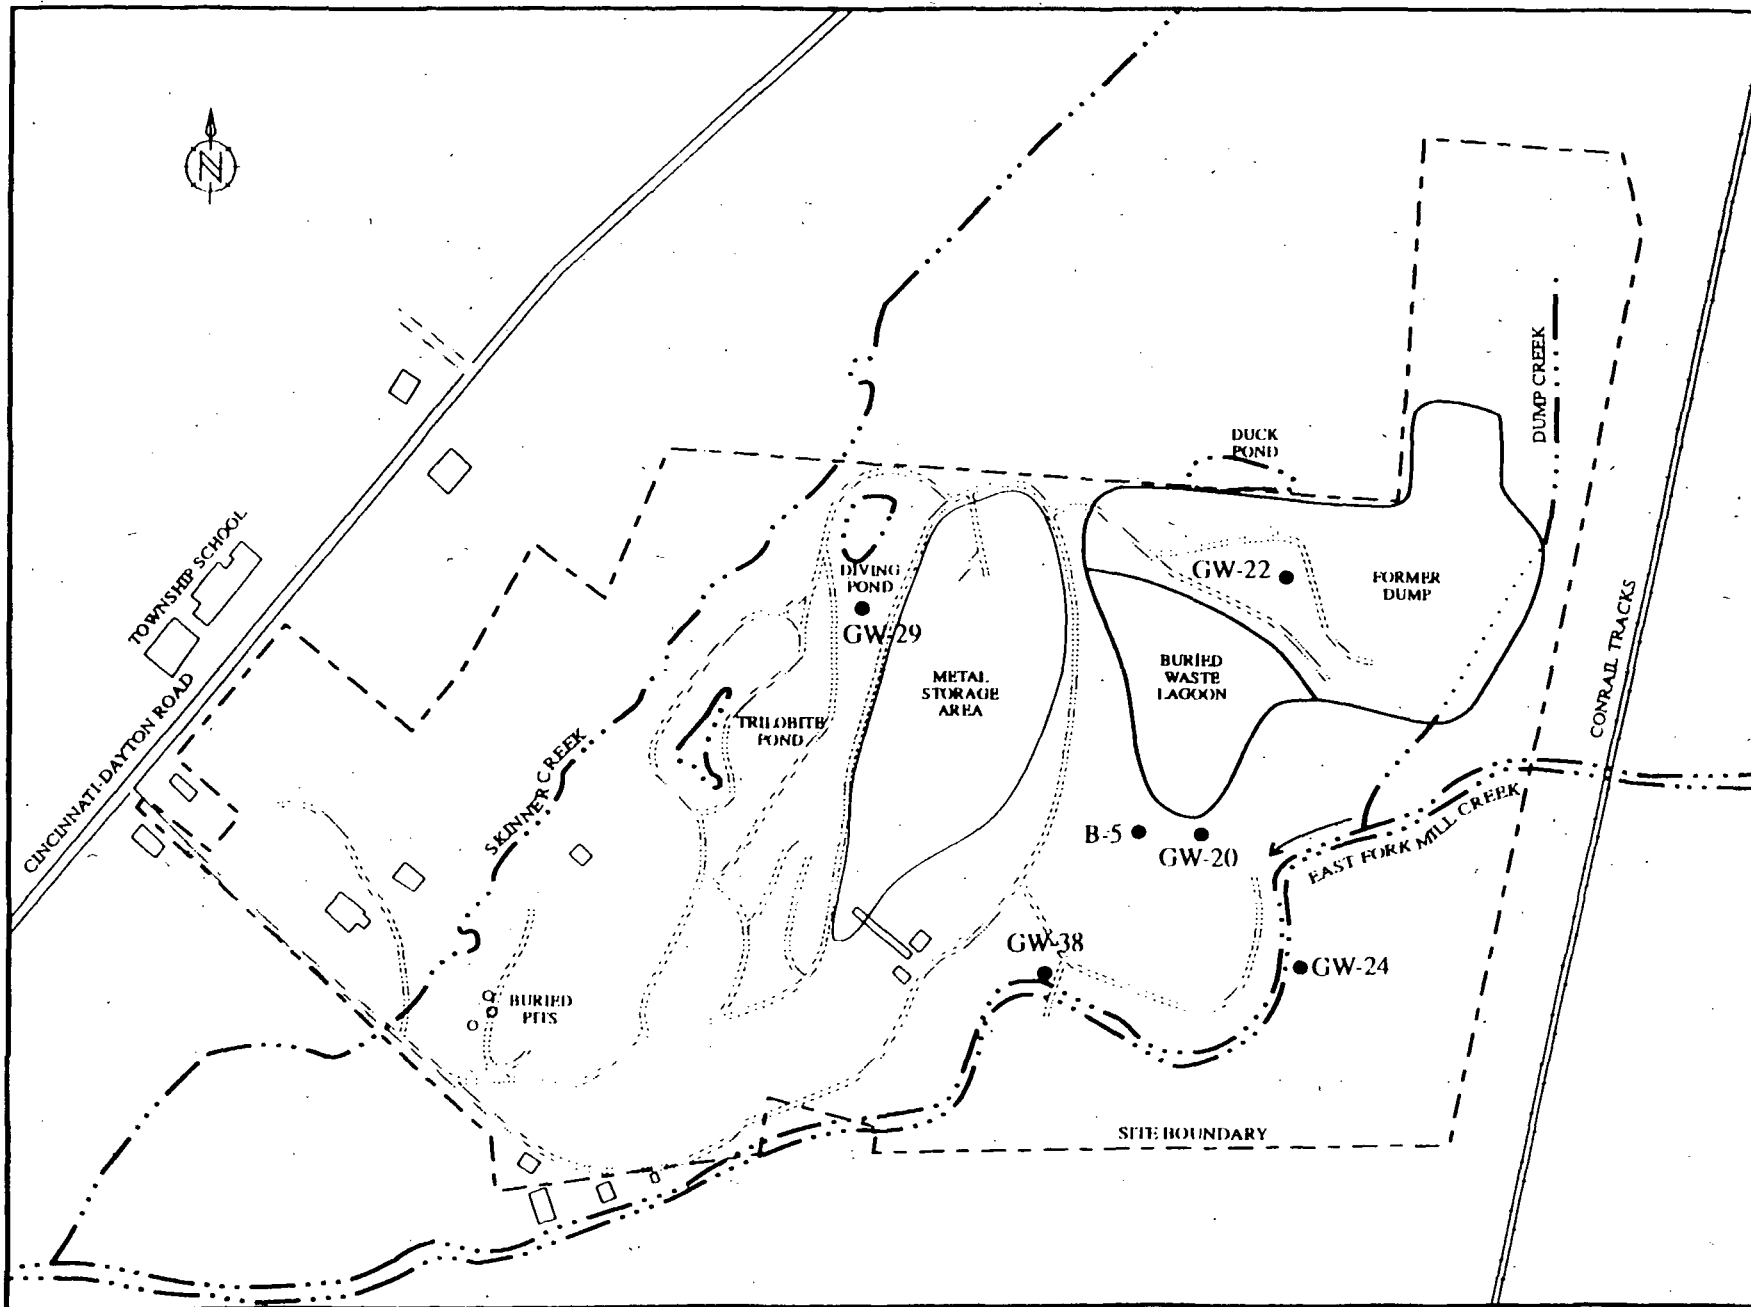 N
DUMP CREEK
DUCK
POND
TOWNSHIP SCHOOL
DIVING
POND
GW-22
FORMER
DUMP
GW-29
CONRAIL TRACKS
BURIED
WASTE
LAGOON
METAL
STORAGE
AREA
TRILOBITE
POND
CINCINNATI-DAYTON ROAD
SKINNER CREEK
B-5
GW-20
EAST FORK MILL CREEK
GW-38
GW-24
BURIED
PITS
SITE BOUNDARY